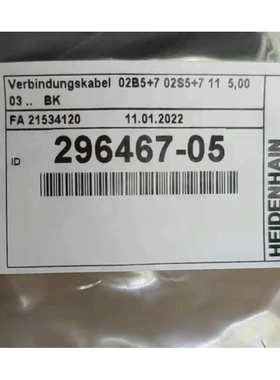 Verbindungskabel 02B5+7 02S5+7 11 5,00
03 .. BK
FA 21534120 11.01.2022
ID 296467-05
HEIDENHAIN